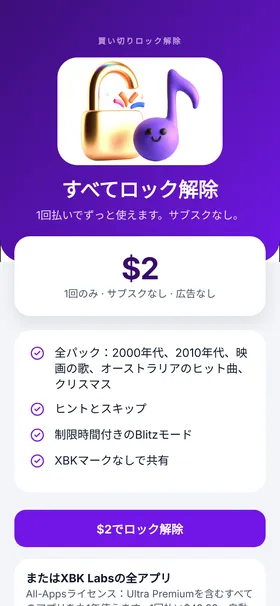 買い切りロック解除
すべてロック解除
1回払いでずっと使えます。サブスクなし。
$2
1回のみ · サブスクなし · 広告なし
全パック：2000年代、2010年代、映
画の歌、オーストラリアのヒット曲、
クリスマス
ヒントとスキップ
制限時間付きのBlitzモード
XBKマークなしで共有
$2でロック解除
またはXBK Labsの全アプリ
All-Appsライセンス：Ultra Premiumを含むすべて